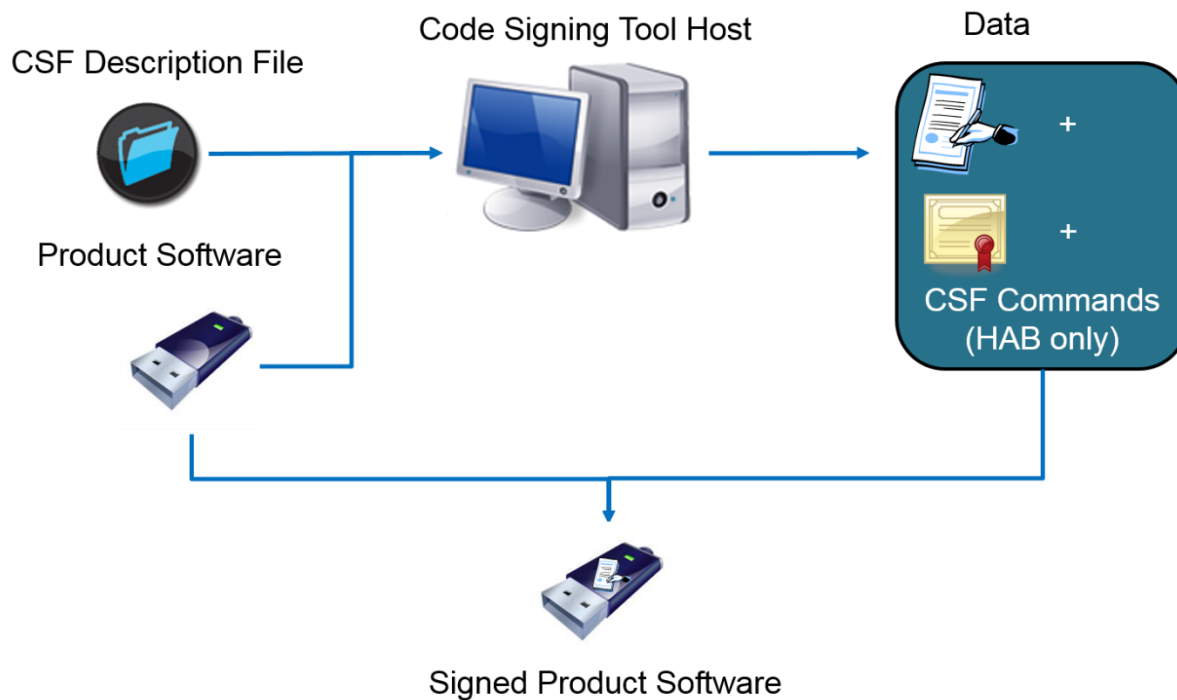 Code Signing Tool Host
Data
CSF Description File
+
Product Software
+
CSF Commands
(HAB only)
Signed Product Software